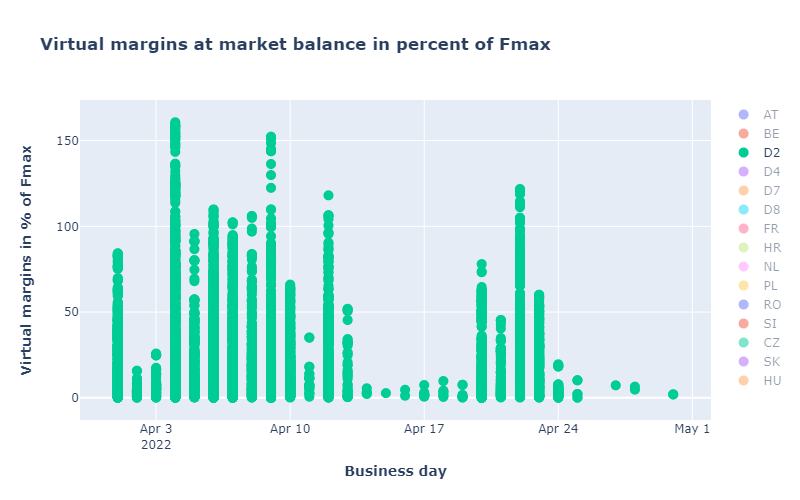 Virtual margins at market balance in percent of Fmax
Virtual margins in % of Fmax
150
100
50
0
Apr 3
2022
Apr 10
Apr 17
Apr 24
May 1
Business day
AT
BE
D2
D4
D7
D8
FR
HR
NL
PL
RO
SI
CZ
SK
HU